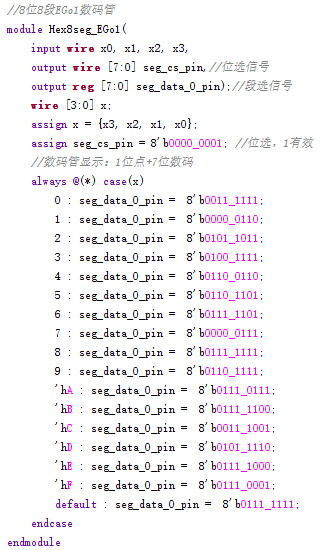 //8位8段EGo1数码管
module Hex8seg_EGo1(
input wire x0, x1, x2, x3,
output wire [7:0] seg_cs_pin,//位选信号
output reg [7:0] seg_data_0_pin);//段选信号
wire [3:0] x;
assign x = {x3, x2, x1, x0};
assign seg_cs_pin = 8'b0000_0001; //位选，1有效
//数码管显示：1位点+7位数码
always @(*) case(x)
0 : seg_data_0_pin = 8'b0011_1111;
1 : seg_data_0_pin = 8'b0000_0110;
2 : seg_data_0_pin = 8'b0101_1011;
3 : seg_data_0_pin = 8'b0100_1111;
4 : seg_data_0_pin = 8'b0110_0110;
5 : seg_data_0_pin = 8'b0110_1101;
6 : seg_data_0_pin = 8'b0111_1101;
7 : seg_data_0_pin = 8'b0000_0111;
8 : seg_data_0_pin = 8'b0111_1111;
9 : seg_data_0_pin = 8'b0110_1111;
'hA : seg_data_0_pin = 8'b0111_0111;
'hB : seg_data_0_pin = 8'b0111_1100;
'hC : seg_data_0_pin = 8'b0011_1001;
'hD : seg_data_0_pin = 8'b0101_1110;
'hE : seg_data_0_pin = 8'b0111_1000;
'hF : seg_data_0_pin = 8'b0111_0001;
default : seg_data_0_pin = 8'b0111_1111;
endcase
endmodule